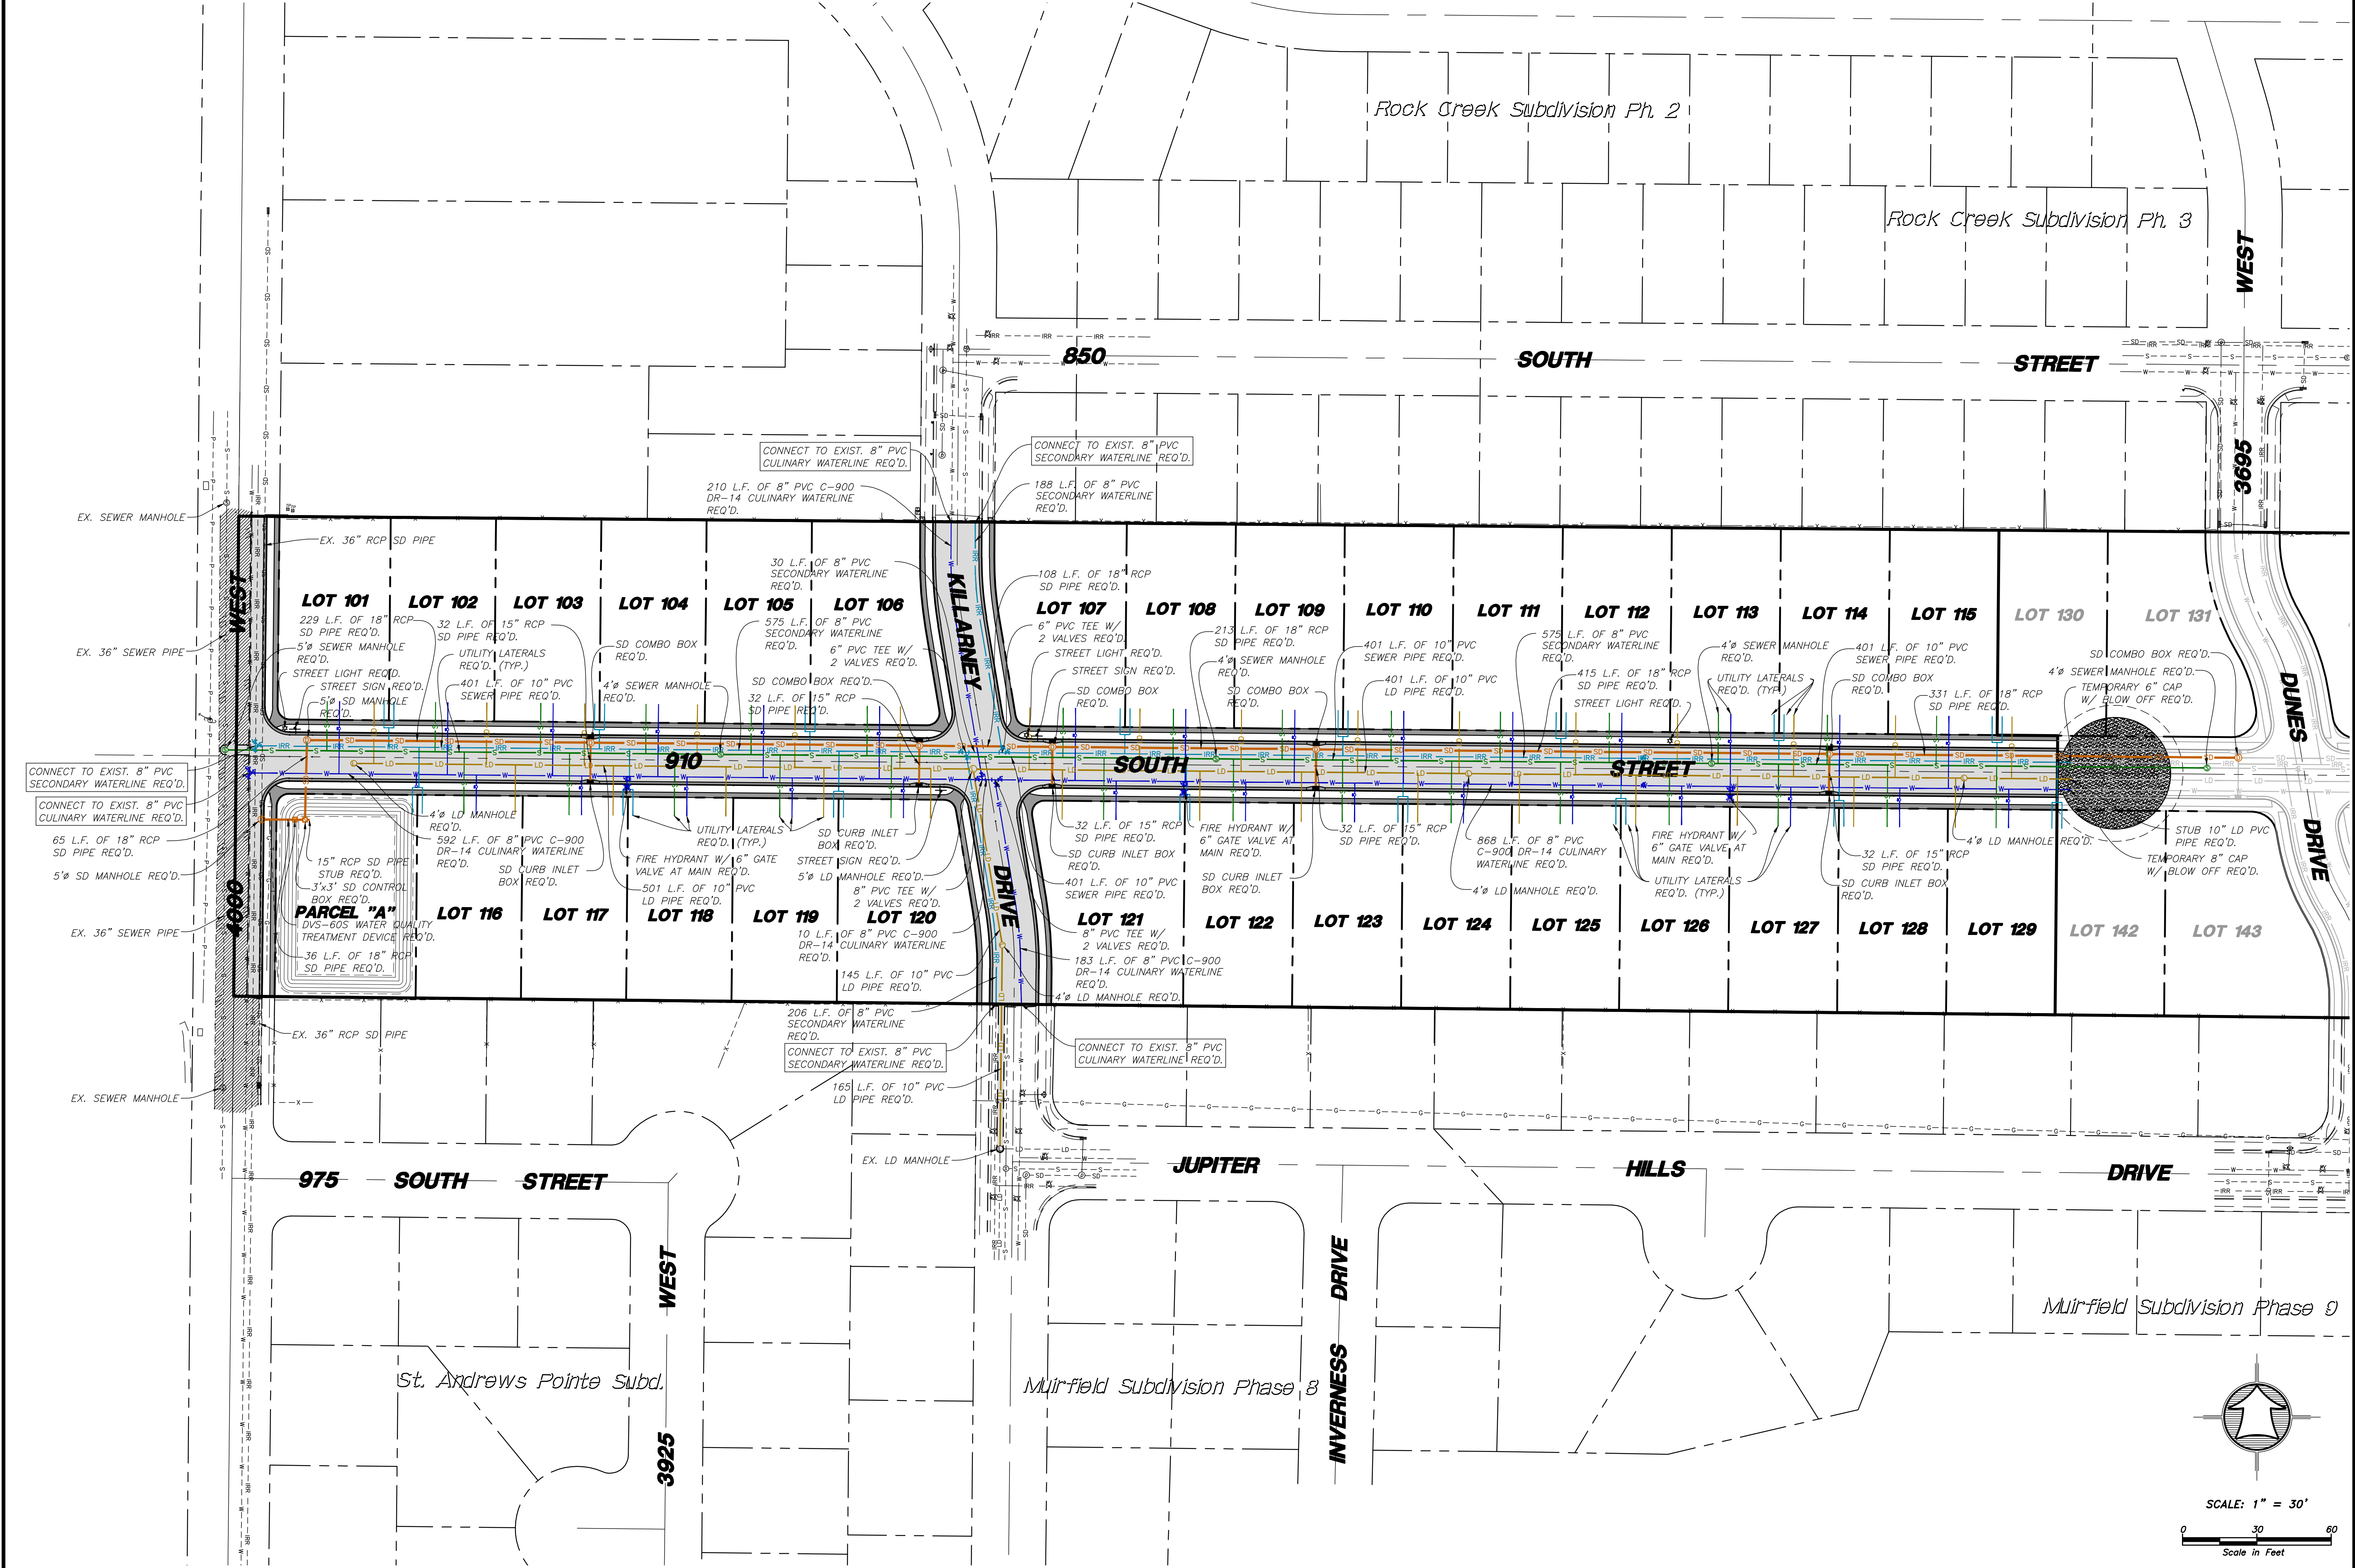 Rock Creek Subdivision Ph. 2
Rock Creek Subdivision Ph. 3
WEST
850
SOUTH
STREET
3695
CONNECT TO EXIST. 8" PVC
CULINARY WATERLINE REQ'D.
CONNECT TO EXIST. 8" PVC
SECONDARY WATERLINE REQ'D.
210 L.F. OF 8" PVC C-900
DR-14 CULINARY WATERLINE
REQ'D.
188 L.F. OF 8" PVC
SECONDARY WATERLINE
REQ'D.
EX. SEWER MANHOLE
EX. 36" RCP SD PIPE
WEST
30 L.F. OF 8" PVC
SECONDARY WATERLINE
REQ'D.
KILLARNEY
108 L.F. OF 18" RCP
SD PIPE REQ'D.
LOT 101
LOT 102
LOT 103
LOT 104
LOT 105
LOT 106
LOT 107
LOT 108
LOT 109
LOT 110
LOT 111
LOT 112
LOT 113
LOT 114
LOT 115
LOT 130
LOT 131
229 L.F. OF 18" RCP
SD PIPE REQ'D.
32 L.F. OF 15" RCP
SD PIPE REQ'D.
575 L.F. OF 8" PVC
SECONDARY WATERLINE
REQ'D.
6" PVC TEE W/
2 VALVES REQ'D.
213 L.F. OF 18" RCP
SD PIPE REQ'D.
575 L.F. OF 8" PVC
SECONDARY WATERLINE
REQ'D.
EX. 36" SEWER PIPE
5'ø SEWER MANHOLE
REQ'D.
UTILITY LATERALS
REQ'D. (TYP.)
SD COMBO BOX
REQ'D.
6" PVC TEE W/
2 VALVES REQ'D.
STREET LIGHT REQ'D.
401 L.F. OF 10" PVC
SEWER PIPE REQ'D.
4'ø SEWER MANHOLE
REQ'D.
401 L.F. OF 10" PVC
SEWER PIPE REQ'D.
SD COMBO BOX REQ'D.
STREET LIGHT REQ'D.
STREET SIGN REQ'D.
5'ø SD MANHOLE
REQ'D.
401 L.F. OF 10" PVC
SEWER PIPE REQ'D.
4'ø SEWER MANHOLE
REQ'D.
SD COMBO BOX REQ'D.
32 L.F. OF 15" RCP
SD PIPE REQ'D.
STREET SIGN REQ'D.
SD COMBO BOX
REQ'D.
4'ø SEWER MANHOLE
REQ'D.
SD COMBO BOX
REQ'D.
401 L.F. OF 10" PVC
LD PIPE REQ'D.
415 L.F. OF 18" RCP
SD PIPE REQ'D.
STREET LIGHT REQ'D.
UTILITY LATERALS
REQ'D. (TYP.)
SD COMBO BOX
REQ'D.
331 L.F. OF 18" RCP
SD PIPE REQ'D.
4'ø SEWER MANHOLE REQ'D.
TEMPORARY 6" CAP
W/ BLOW OFF REQ'D.
DUNES
910
SOUTH
STREET
CONNECT TO EXIST. 8" PVC
SECONDARY WATERLINE REQ'D.
CONNECT TO EXIST. 8" PVC
CULINARY WATERLINE REQ'D.
65 L.F. OF 18" RCP
SD PIPE REQ'D.
5'ø SD MANHOLE REQ'D.
4'ø LD MANHOLE
REQ'D.
592 L.F. OF 8" PVC C-900
DR-14 CULINARY WATERLINE
REQ'D.
15" RCP SD PIPE
STUB REQ'D.
3'x3' SD CONTROL
BOX REQ'D.
SD CURB INLET
BOX REQ'D.
UTILITY LATERALS
REQ'D. (TYP.)
FIRE HYDRANT W/ 6" GATE
VALVE AT MAIN REQ'D.
501 L.F. OF 10" PVC
LD PIPE REQ'D.
SD CURB INLET
BOX REQ'D.
STREET SIGN REQ'D.
5'ø LD MANHOLE REQ'D.
8" PVC TEE W/
2 VALVES REQ'D.
DRIVE
32 L.F. OF 15" RCP
SD PIPE REQ'D.
SD CURB INLET BOX
REQ'D.
401 L.F. OF 10" PVC
SEWER PIPE REQ'D.
FIRE HYDRANT W/
6" GATE VALVE AT
MAIN REQ'D.
SD CURB INLET
BOX REQ'D.
32 L.F. OF 15" RCP
SD PIPE REQ'D.
868 L.F. OF 8" PVC
C-900 DR-14 CULINARY
WATERLINE REQ'D.
4'ø LD MANHOLE REQ'D.
FIRE HYDRANT W/
6" GATE VALVE AT
MAIN REQ'D.
UTILITY LATERALS
REQ'D. (TYP.)
32 L.F. OF 15" RCP
SD PIPE REQ'D.
SD CURB INLET BOX
REQ'D.
4'ø LD MANHOLE REQ'D.
STUB 10" LD PVC
PIPE REQ'D.
TEMPORARY 8" CAP
W/ BLOW OFF REQ'D.
DRIVE
4000
EX. 36" SEWER PIPE
PARCEL "A"
DVS-60S WATER QUALITY
TREATMENT DEVICE REQ'D.
36 L.F. OF 18" RCP
SD PIPE REQ'D.
LOT 116
LOT 117
LOT 118
LOT 119
LOT 120
LOT 121
LOT 122
LOT 123
LOT 124
LOT 125
LOT 126
LOT 127
LOT 128
LOT 129
LOT 142
LOT 143
10 L.F. OF 8" PVC C-900
DR-14 CULINARY WATERLINE
REQ'D.
8" PVC TEE W/
2 VALVES REQ'D.
183 L.F. OF 8" PVC C-900
DR-14 CULINARY WATERLINE
REQ'D.
145 L.F. OF 10" PVC
LD PIPE REQ'D.
4'ø LD MANHOLE REQ'D.
206 L.F. OF 8" PVC
SECONDARY WATERLINE
REQ'D.
EX. 36" RCP SD PIPE
CONNECT TO EXIST. 8" PVC
SECONDARY WATERLINE REQ'D.
CONNECT TO EXIST. 8" PVC
CULINARY WATERLINE REQ'D.
165 L.F. OF 10" PVC
LD PIPE REQ'D.
EX. SEWER MANHOLE
EX. LD MANHOLE
975
SOUTH
STREET
JUPITER
HILLS
DRIVE
WEST
3925
INVERNESS
DRIVE
St. Andrews Pointe Subd.
Muirfield Subdivision Phase 8
Muirfield Subdivision Phase 9
SCALE: 1" = 30'
0 30 60
Scale in Feet